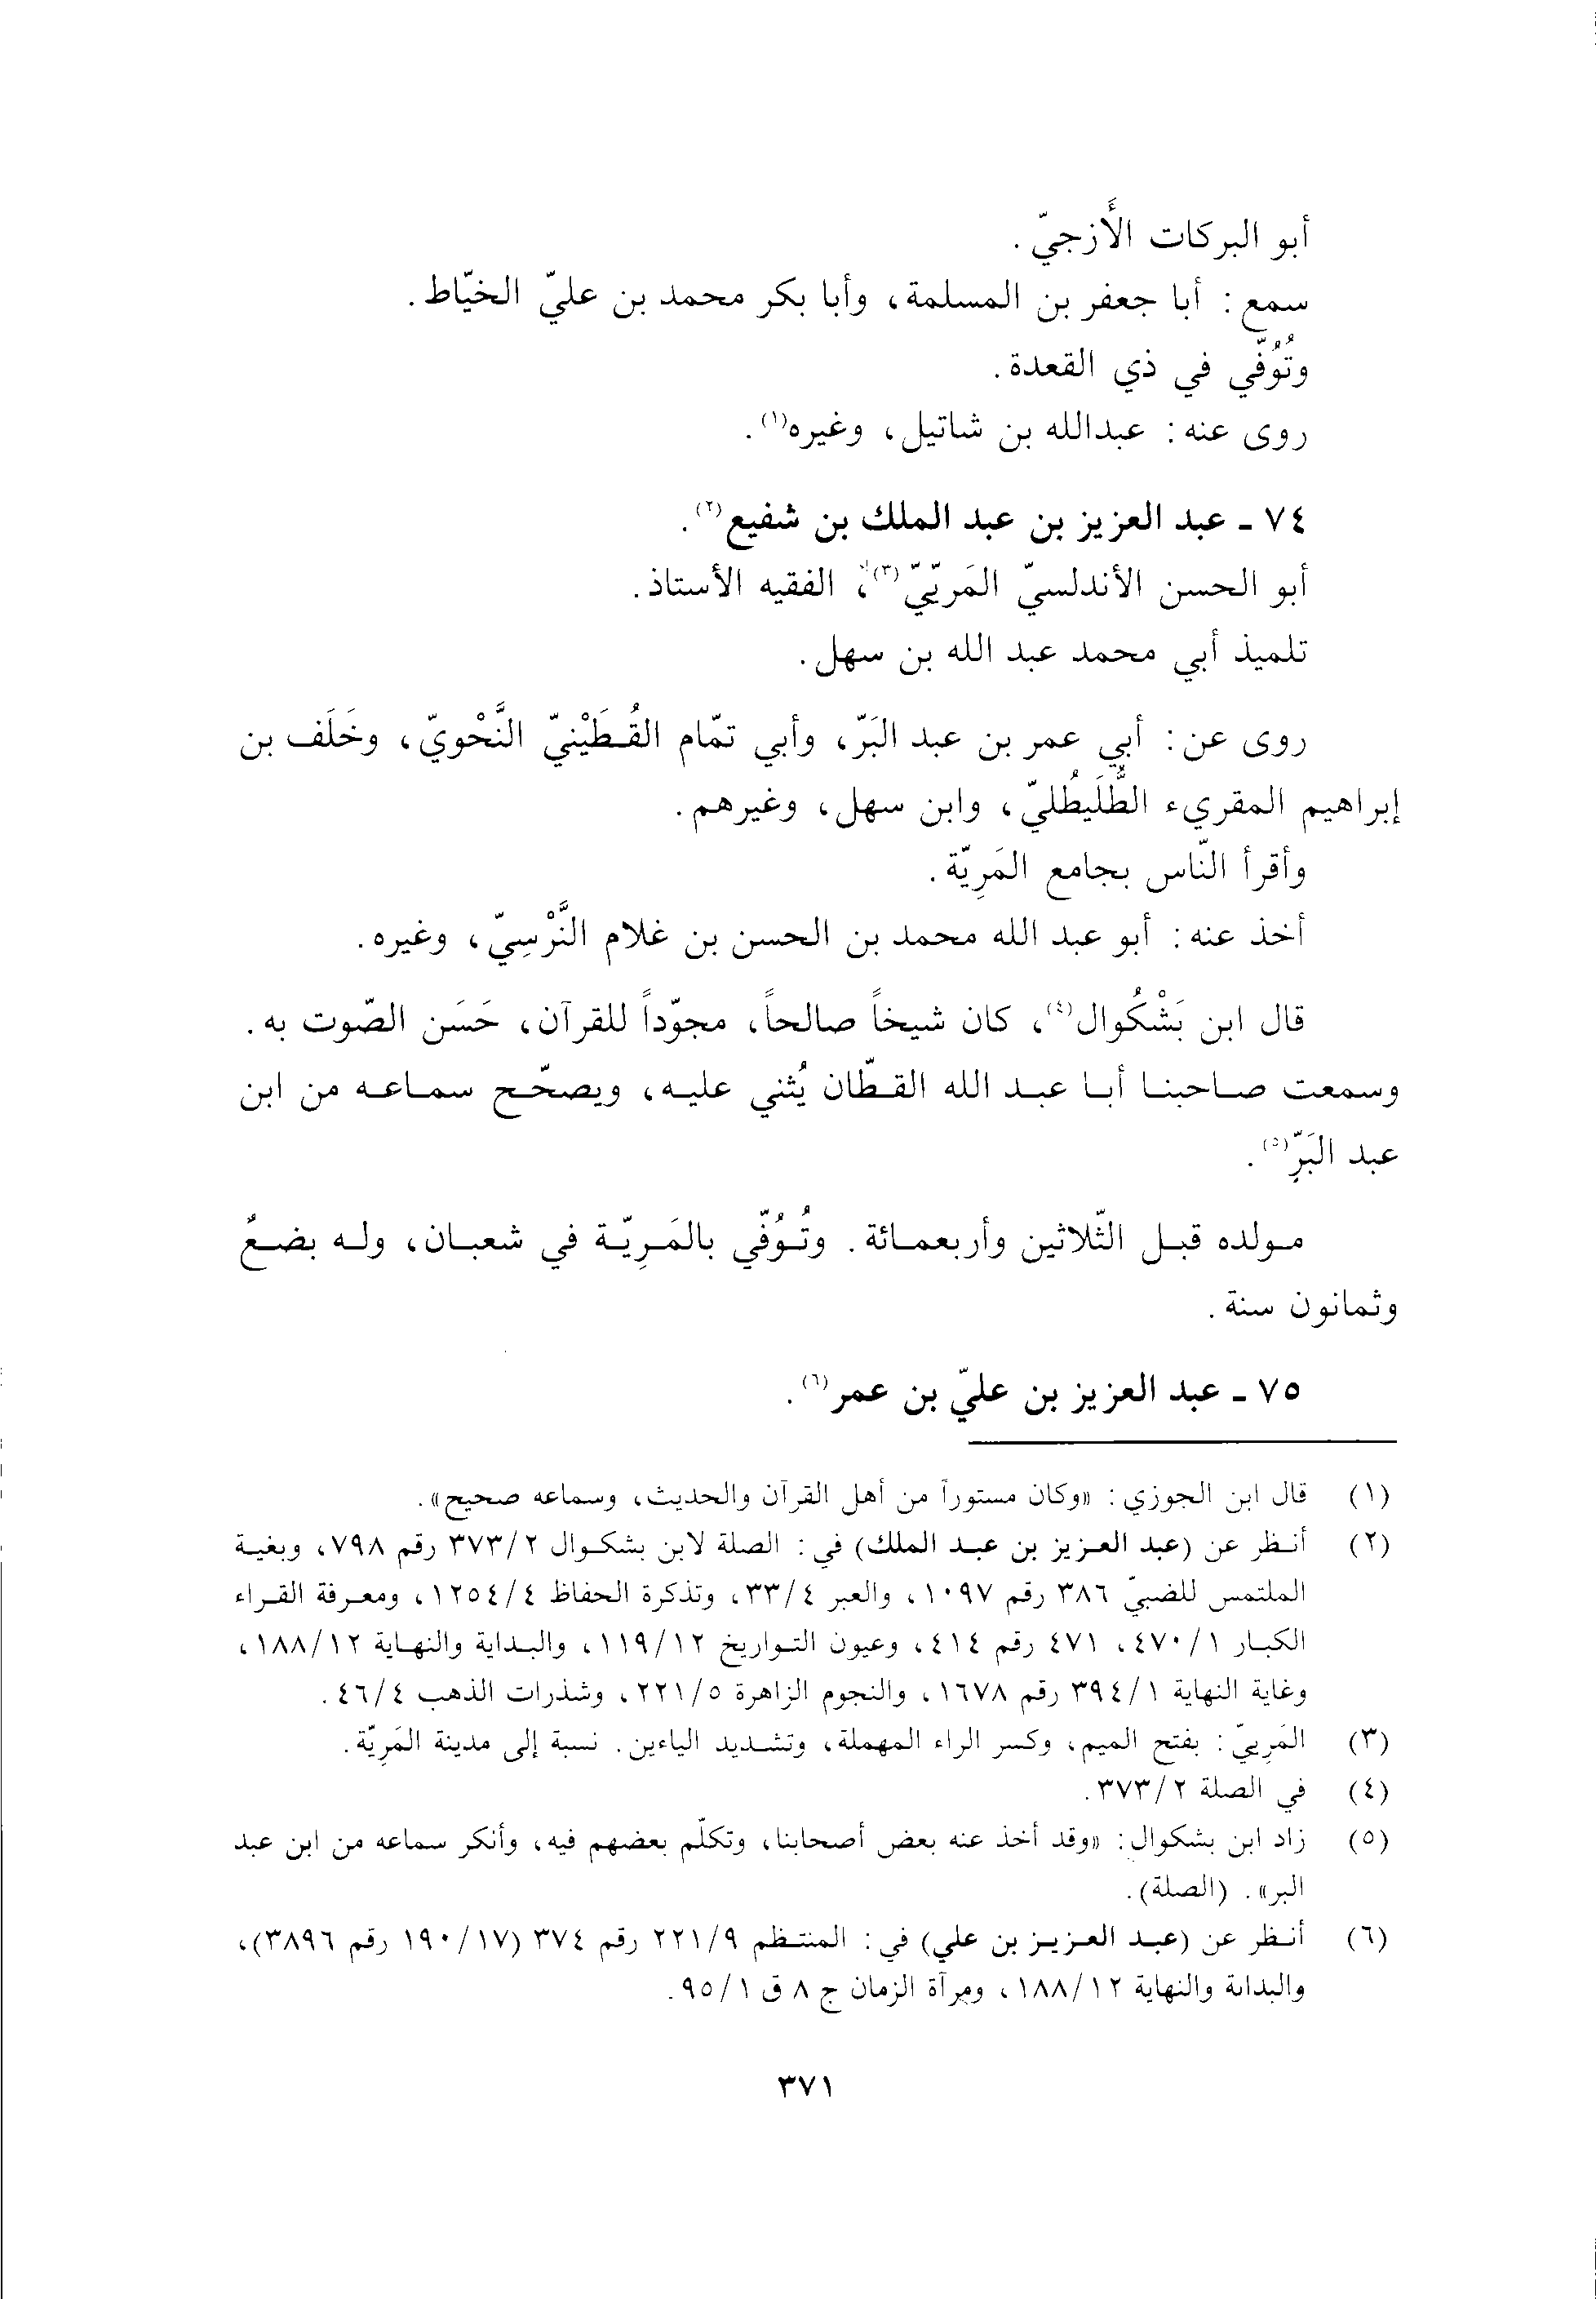 أبو البركات الأَزجيّ.
سمع: أبا جعفر بن المسلمة، وأبا بكر محمد بن عليّ الخيّاط.
وتُوُفّي في ذي القعدة.
روى عنه: عبدالله بن شاتيل، وغيره(١).
٧٤ ـ عبد العزيز بن عبد الملك بن شفيع(٢).
أبو الحسن الأندلسيّ المَريّيّ(٣)، الفقيه الأستاذ.
تلميذ أبي محمد عبد الله بن سهل.
روى عن: أبي عمر بن عبد البَرّ، وأبي تمّام القُطَيْنيّ النَّحْويّ، وخَلَف بن
إبراهيم المقريء الطُّلَيطُليّ، وابن سهل، وغيرهم.
وأقرأ النّاس بجامع المَرِيّة.
أخذ عنه: أبو عبد الله محمد بن الحسن بن غلام النَّرْسِيّ، وغيره.
قال ابن بَشْكُوال(٤)، كان شيخاً صالحاً، مجوّداً للقرآن، حَسَن الصّوت به.
وسمعت صاحبنا أبا عبد الله القطّان يُثني عليه، ويصحّح سماعه من ابن
عبد البَرِّ(٥).
مولده قبل الثّلاثين وأربعمائة. وتُوُفّي بالمَرِيّة في شعبان، وله بضعٌ
وثمانون سنة.
٧٥ ـ عبد العزيز بن عليّ بن عمر(٦).
(١) قال ابن الجوزي: «وكان مستوراً من أهل القرآن والحديث، وسماعه صحيح».
(٢) أنظر عن (عبد العزيز بن عبد الملك) في: الصلة لابن بشكوال ٣٧٣/٢ رقم ٧٩٨، وبغية
الملتمس للضبيّ ٣٨٦ رقم ١٠٩٧، والعبر ٣٣/٤، وتذكرة الحفاظ ١٢٥٤/٤، ومعرفة القراء
الكبار ٤٧٠/١، ٤٧١ رقم ٤١٤، وعيون التواريخ ١١٩/١٢، والبداية والنهاية ١٨٨/١٢،
وغاية النهاية ٣٩٤/١ رقم ١٦٧٨، والنجوم الزاهرة ٢٢١/٥، وشذرات الذهب ٤٦/٤.
(٣) المَرِييّ: بفتح الميم، وكسر الراء المهملة، وتشديد الياءين. نسبة إلى مدينة المَرِيّة.
(٤) في الصلة ٣٧٣/٢.
(٥) زاد ابن بشكوال: «وقد أخذ عنه بعض أصحابنا، وتكلّم بعضهم فيه، وأنكر سماعه من ابن عبد
البر». (الصلة).
(٦) أنظر عن (عبد العزيز بن علي) في: المنتظم ٢٢١/٩ رقم ٣٧٤ (١٩٠/١٧ رقم ٣٨٩٦)،
والبداية والنهاية ١٨٨/١٢، ومرآة الزمان ج ٨ ق ٩٥/١.
٣٧١